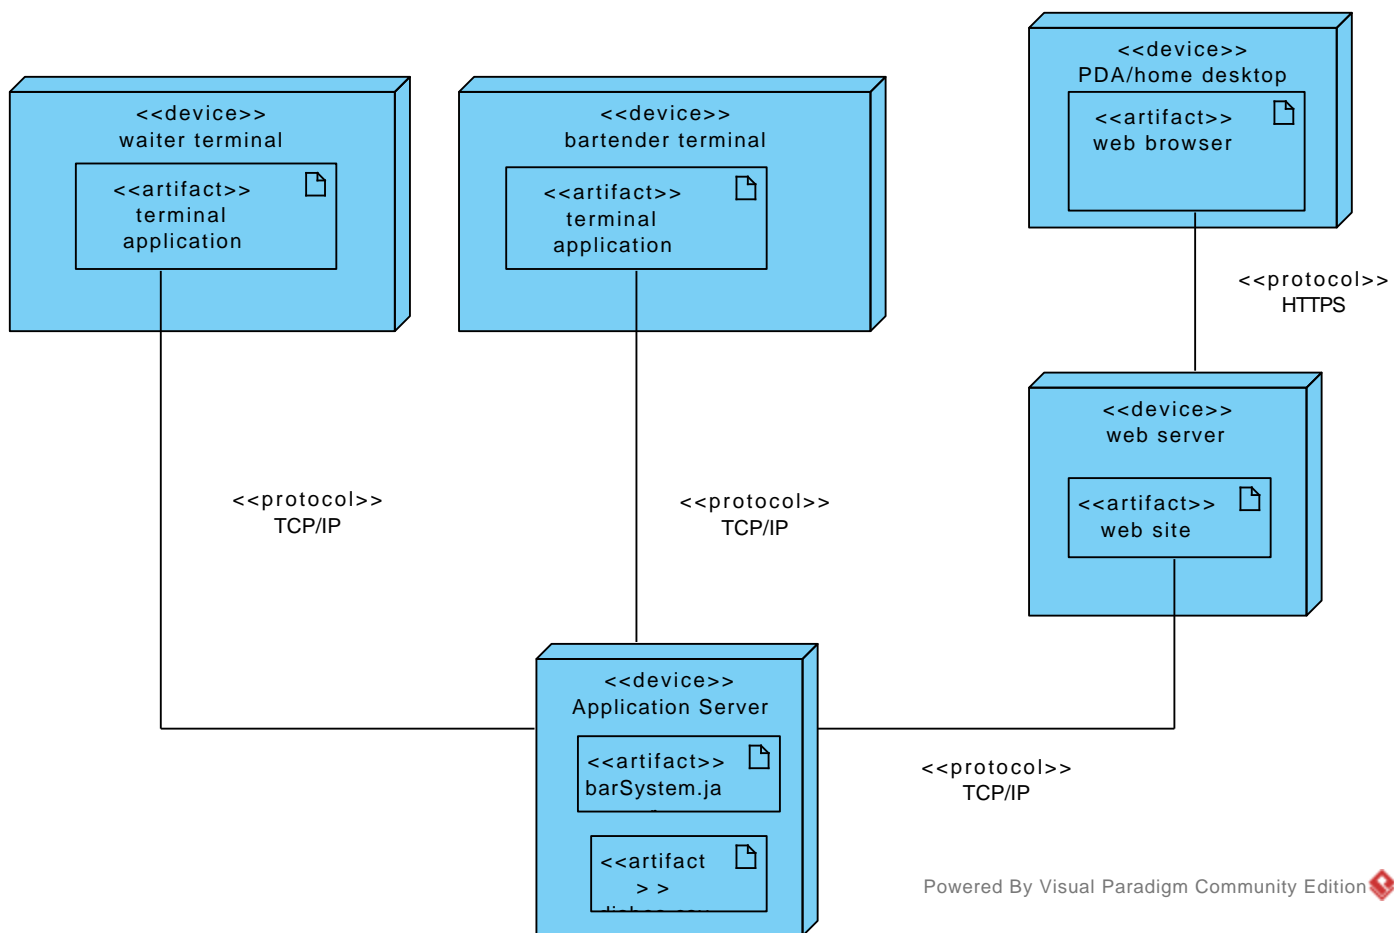 <<device>>
waiter terminal
<<artifact>>
terminal
application
<<device>>
bartender terminal
<<artifact>>
terminal
application
<<device>>
PDA/home desktop
<<artifact>>
web browser
<<protocol>>
HTTPS
<<device>>
web server
<<artifact>>
web site
<<protocol>>
TCP/IP
<<protocol>>
TCP/IP
<<device>>
Application Server
<<artifact>>
barSystem.ja
<<artifact
>>
<<protocol>>
TCP/IP
Powered By Visual Paradigm Community Edition